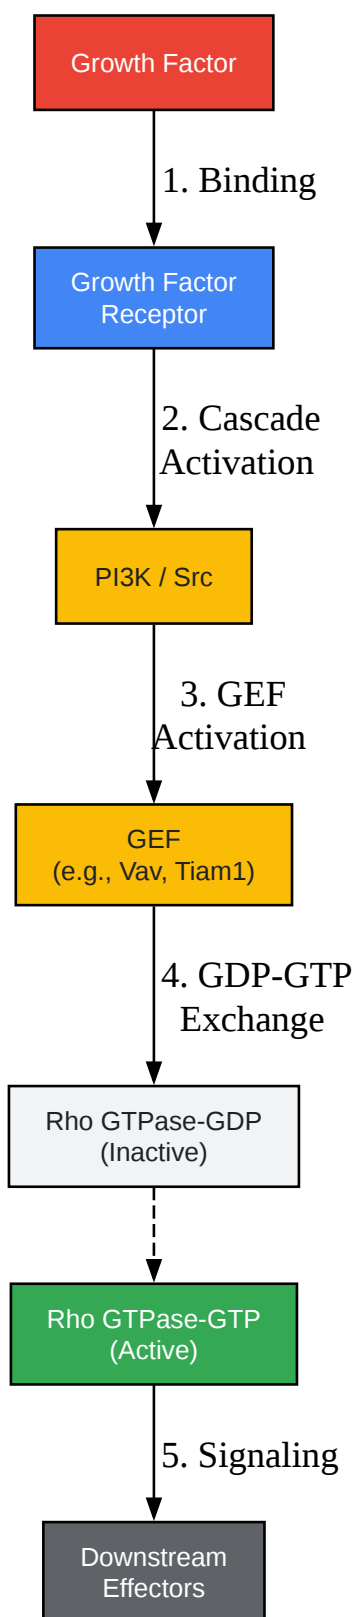 Growth Factor
1. Binding
Growth Factor
Receptor
2. Cascade
Activation
PI3K / Src
3. GEF
Activation
GEF
(e.g., Vav, Tiam1)
4. GDP-GTP
Exchange
Rho GTPase-GDP
(Inactive)
Rho GTPase-GTP
(Active)
5. Signaling
Downstream
Effectors